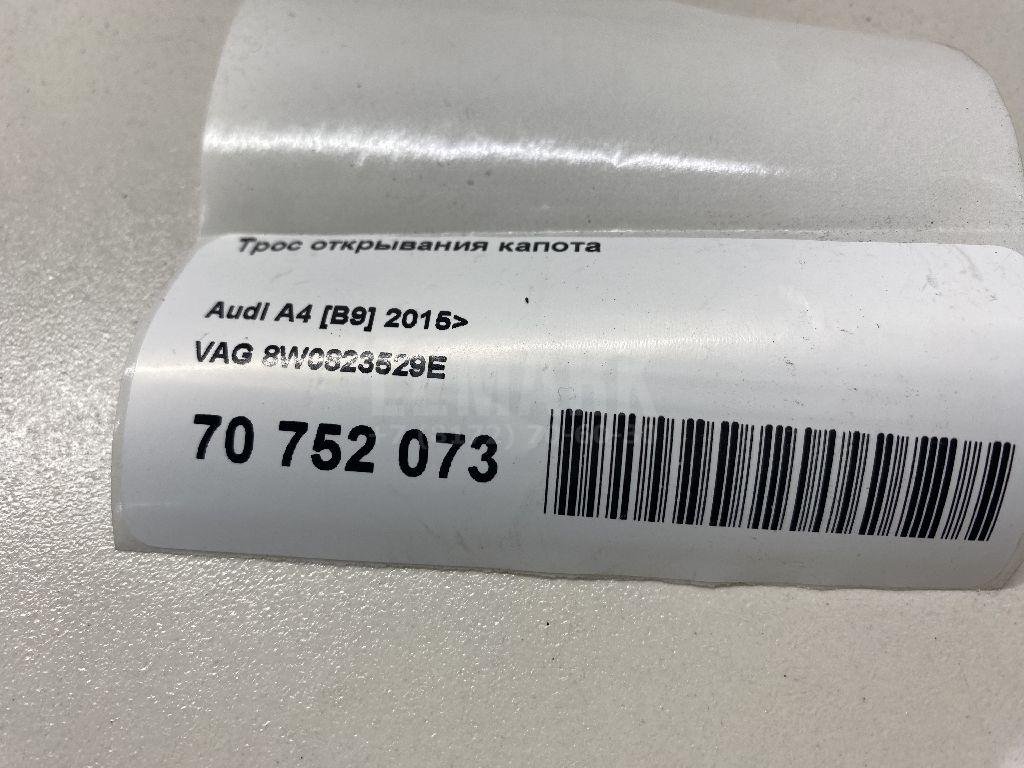 Трос открывания капота
Audi A4 [B9] 2015>
VAG 8W0823529E
70 752 073